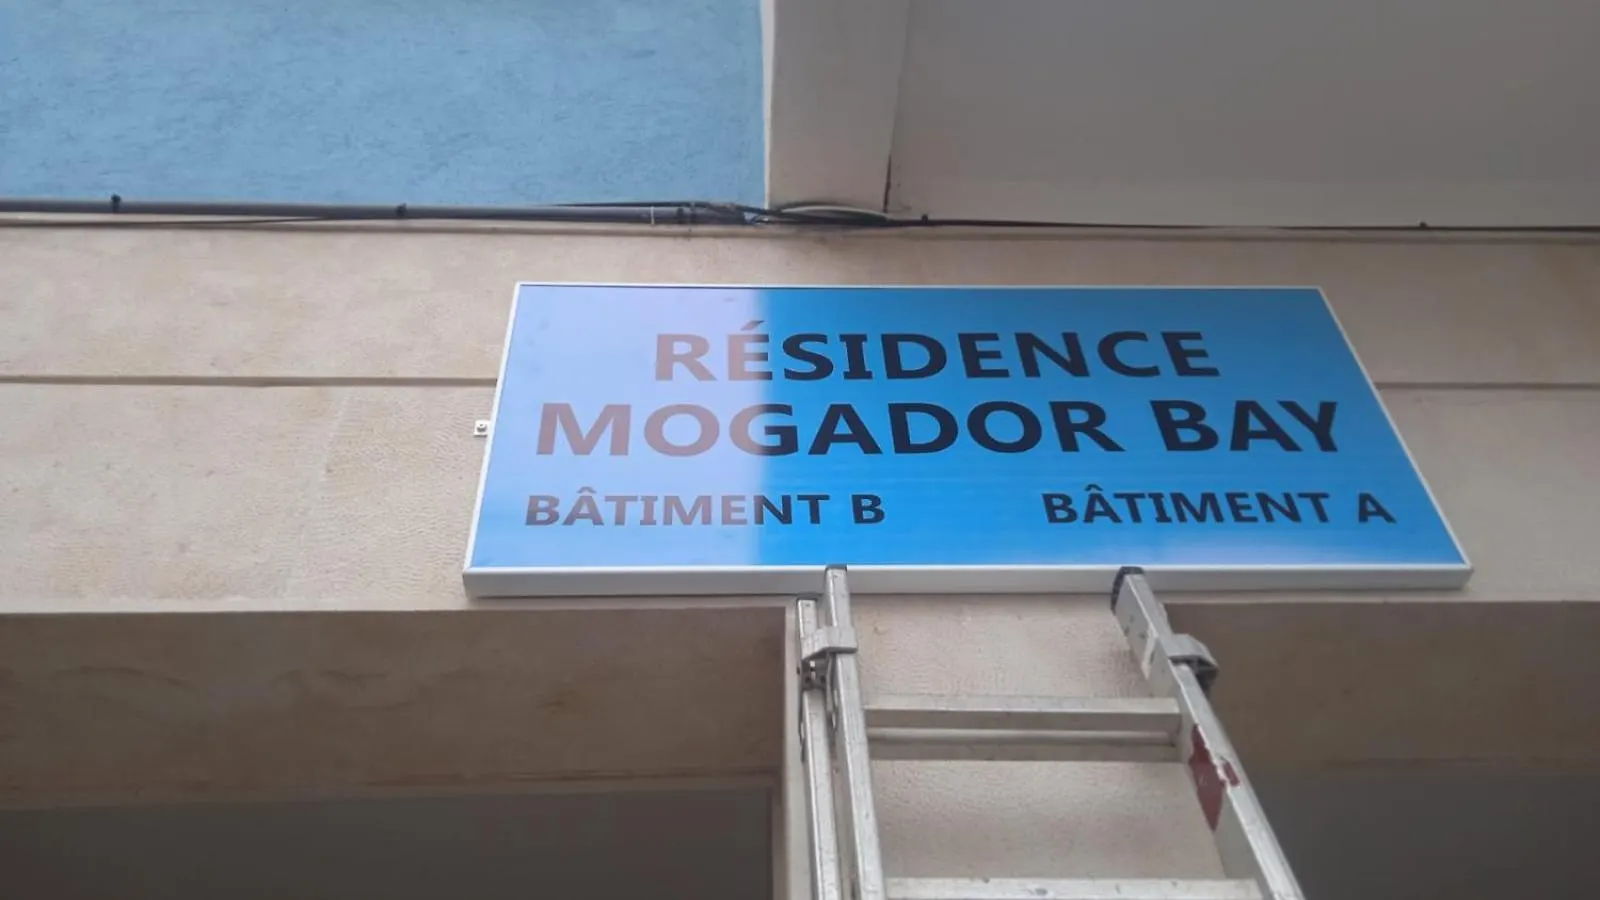 RÉSIDENCE
MOGADOR BAY
BÂTIMENT B BÂTIMENT A